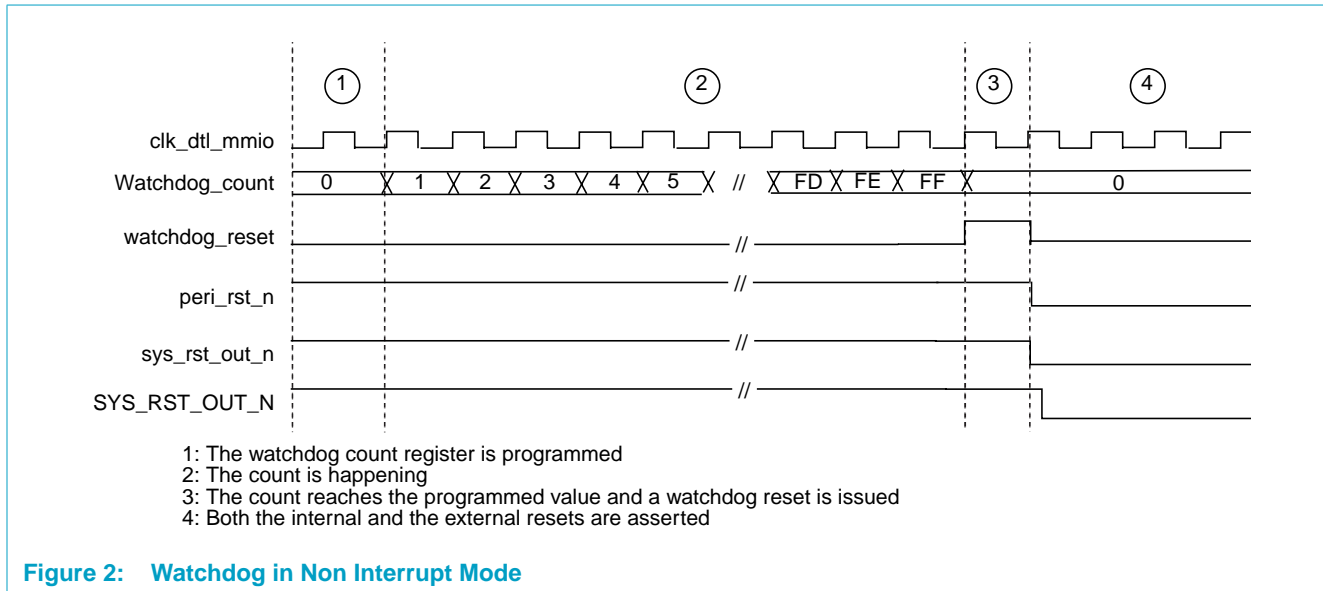 1 2 3 4
clk_dtl_mmio
Watchdog_count 0 1 2 3 4 5 // FD FE FF 0
watchdog_reset //
peri_rst_n //
sys_rst_out_n //
SYS_RST_OUT_N //
1: The watchdog count register is programmed
2: The count is happening
3: The count reaches the programmed value and a watchdog reset is issued
4: Both the internal and the external resets are asserted
Figure 2: Watchdog in Non Interrupt Mode